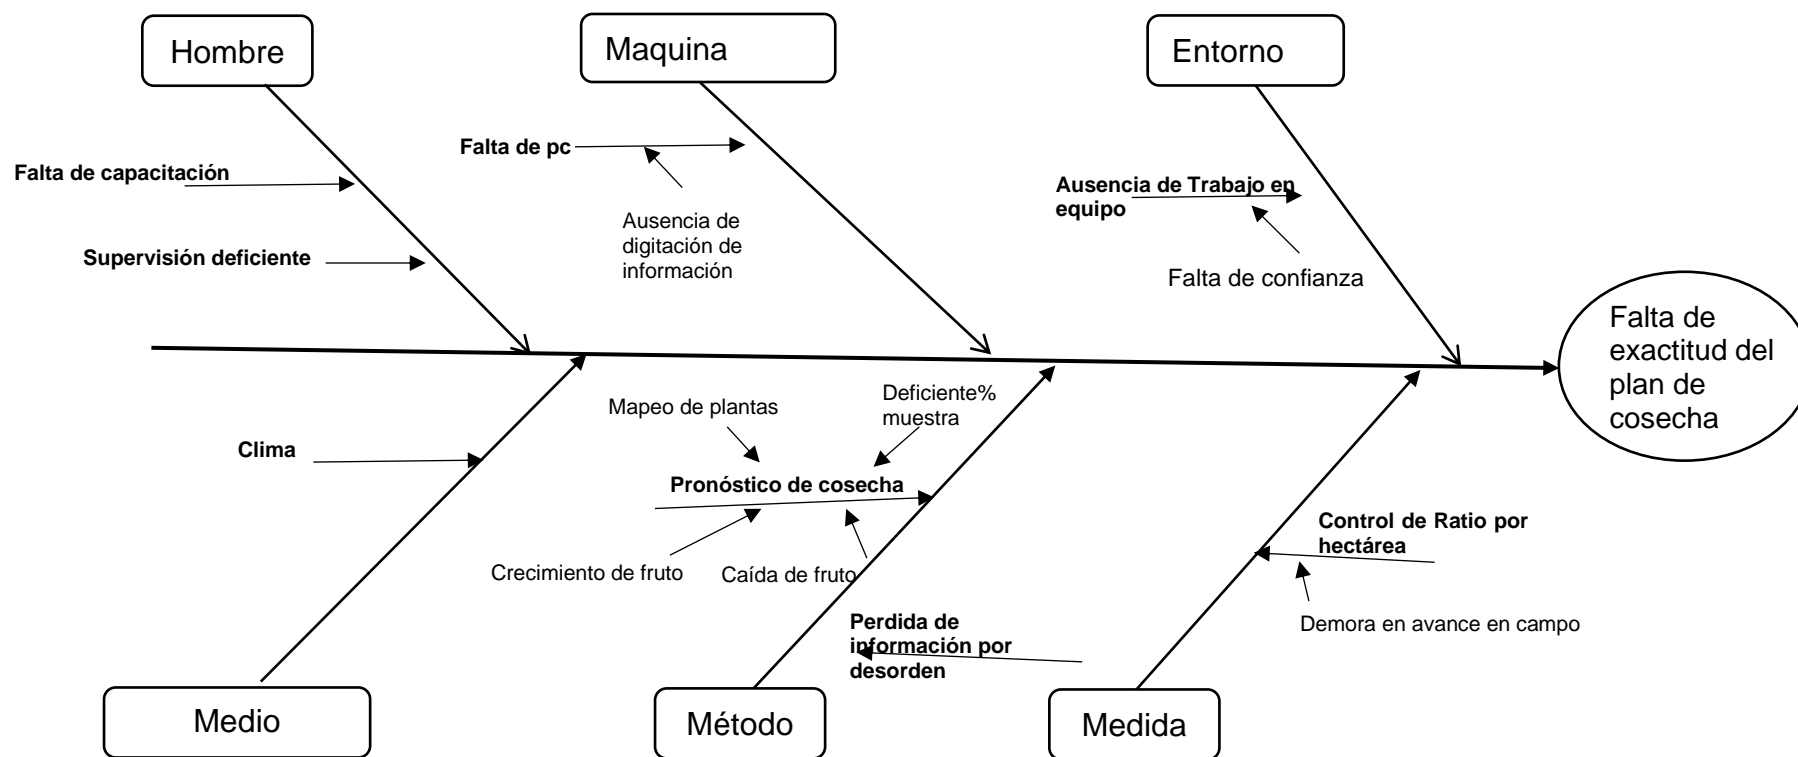 Hombre
Maquina
Entorno
Falta de pc
Falta de capacitación
Ausencia de Trabajo en
equipo
Ausencia de
digitación de
información
Supervisión deficiente
Falta de confianza
Falta de
exactitud del
plan de
cosecha
Mapeo de plantas
Deficiente%
muestra
Clima
Pronóstico de cosecha
Control de Ratio por
hectárea
Crecimiento de fruto
Caída de fruto
Perdida de
información por
desorden
Demora en avance en campo
Medio
Método
Medida